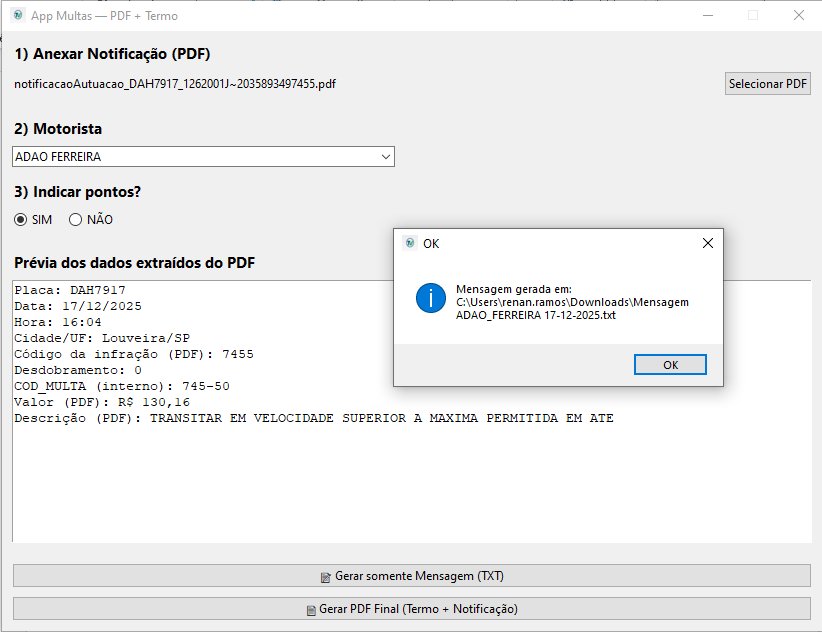 App Multas — PDF + Termo
1) Anexar Notificação (PDF)
notificacaoAutuacao_DAH7917_1262001J~2035893497455.pdf
Selecionar PDF
2) Motorista
ADAO FERREIRA
3) Indicar pontos?
SIM
NÃO
Prévia dos dados extraídos do PDF
Placa: DAH7917
Data: 17/12/2025
Hora: 16:04
Cidade/UF: Louveira/SP
Código da infração (PDF): 7455
Desdobramento: 0
COD_MULTA (interno): 745-50
Valor (PDF): R$ 130,16
Descrição (PDF): TRANSITAR EM VELOCIDADE SUPERIOR A MAXIMA PERMITIDA EM ATE
OK
Mensagem gerada em:
C:\Users\renan.ramos\Downloads\Mensagem
ADAO_FERREIRA 17-12-2025.txt
OK
Gerar somente Mensagem (TXT)
Gerar PDF Final (Termo + Notificação)